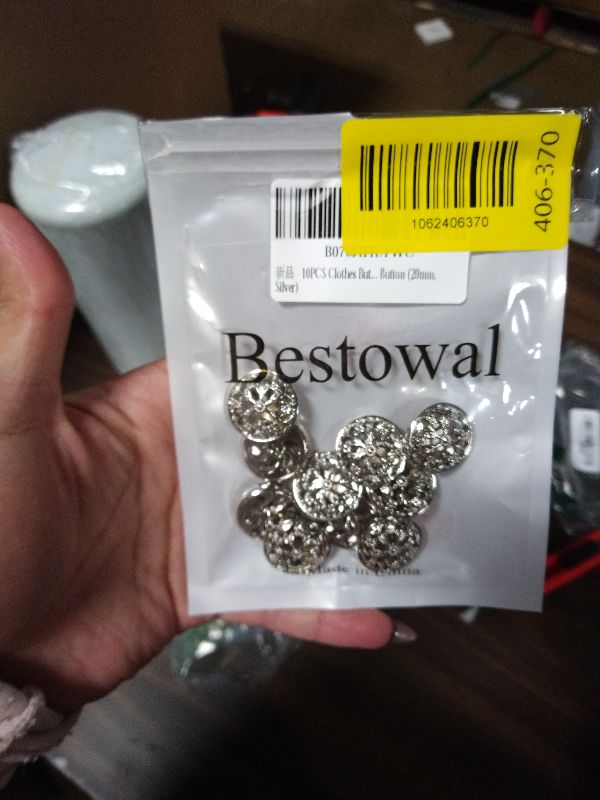 1062406370
406-370
新品 10PCS Clothes But... Button (20mm,
Silver)
Bestowal
Made in China